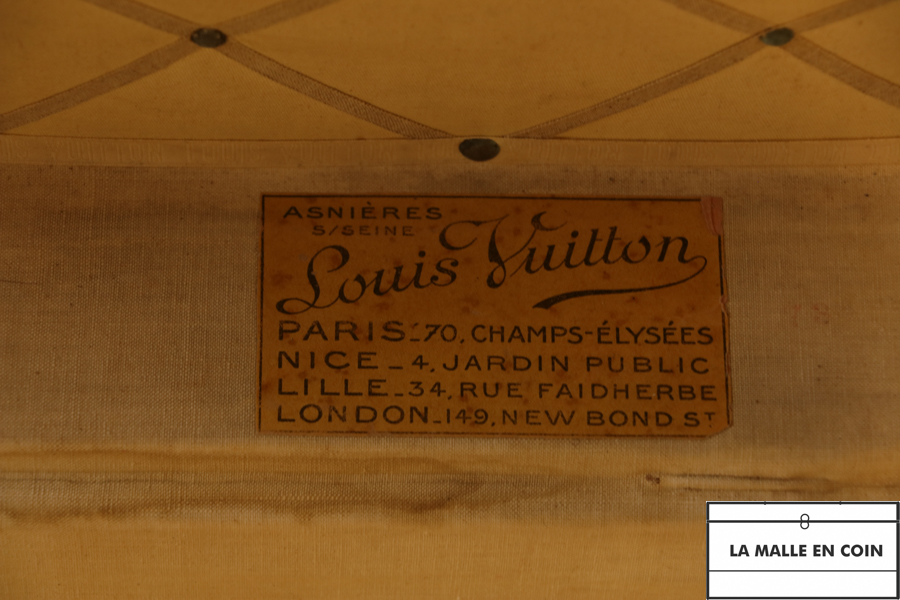 ASNIÈRES
S/SEINE
Louis Vuitton
PARIS_70, CHAMPS-ÉLYSÉES
NICE_4, JARDIN PUBLIC
LILLE_34, RUE FAIDHERBE
LONDON_149, NEW BOND ST
LA MALLE EN COIN